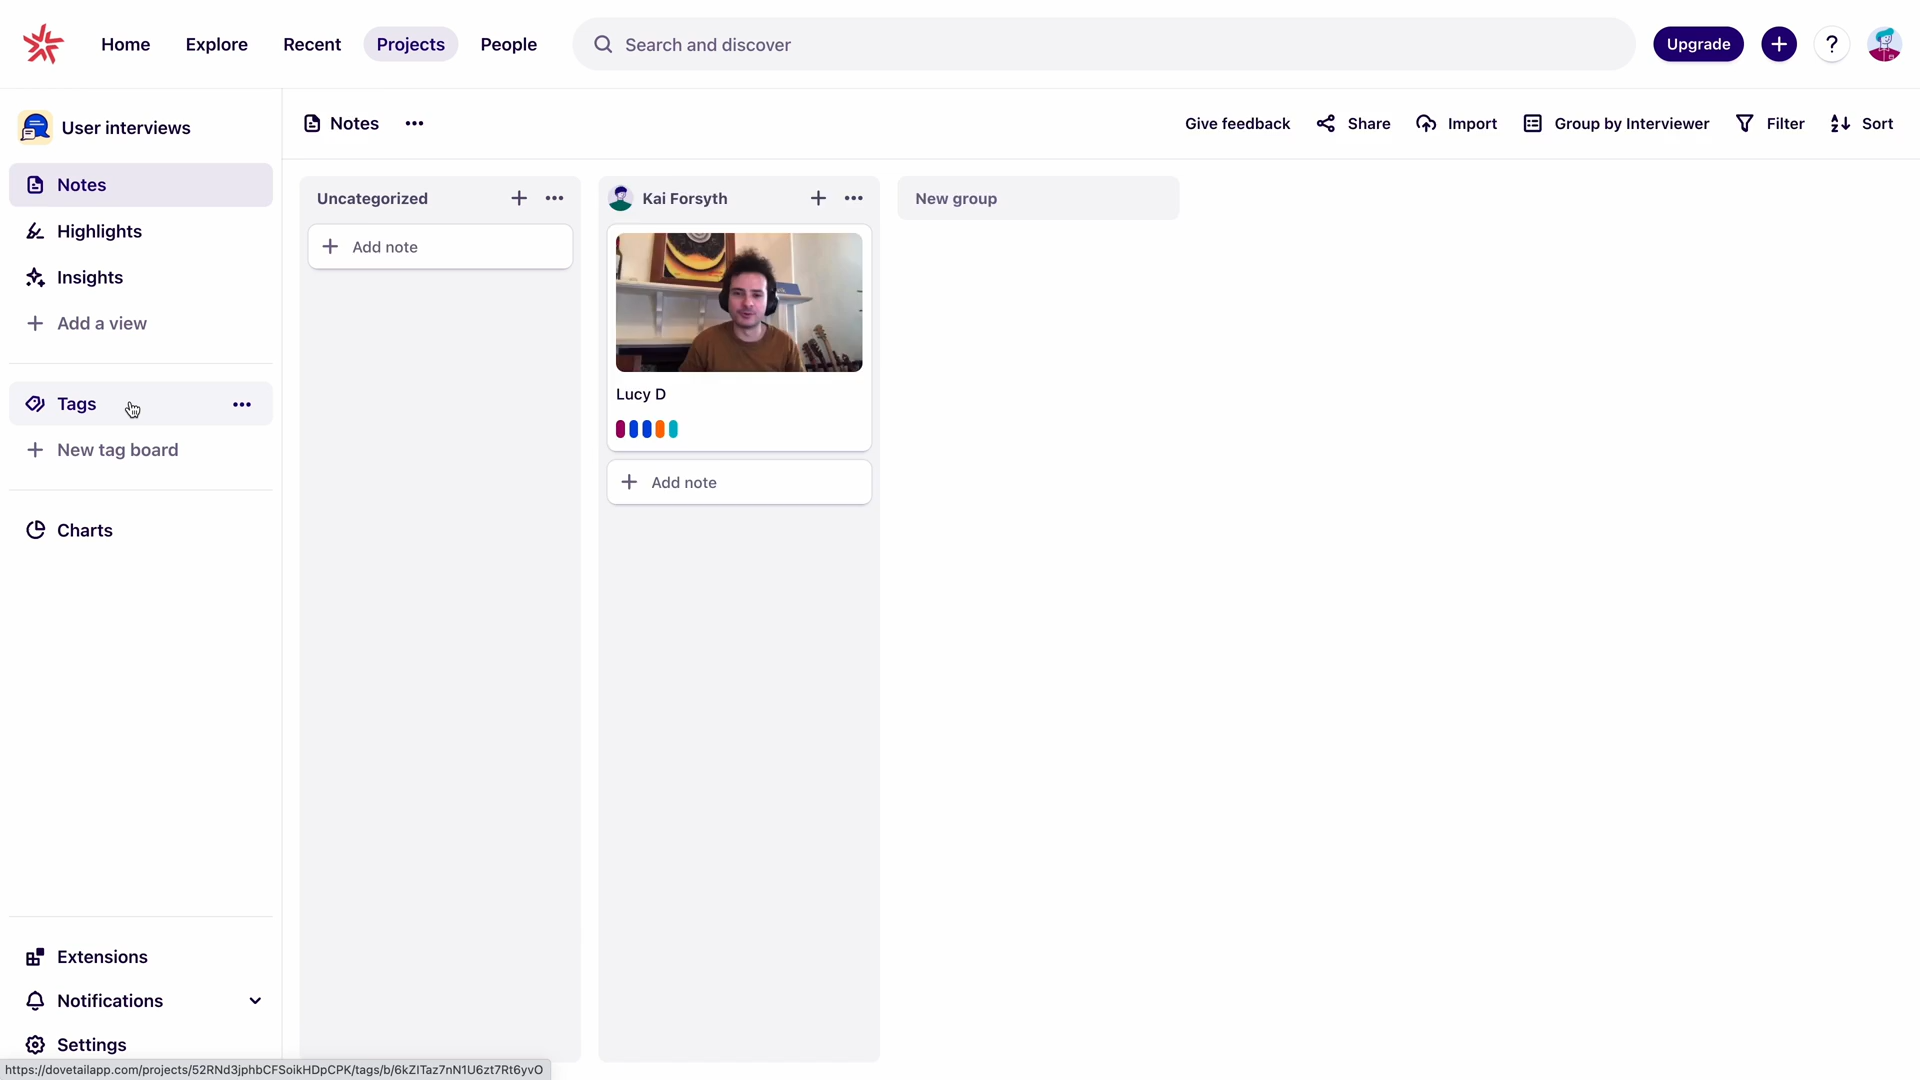 Home
Explore
Recent
Projects
People
Search and discover
Upgrade
?
User interviews
Notes
Highlights
Insights
Add a view
Tags
New tag board
Charts
Extensions
Notifications
Settings
Notes
Give feedback
Share
Import
Group by Interviewer
Filter
Sort
Uncategorized
Add note
Kai Forsyth
Lucy D
Add note
New group
https://dovetailapp.com/projects/52RNd3jphbCFSoikHDpCPK/tags/b/6kZITaz7nN1U6zt7Rt6yvO